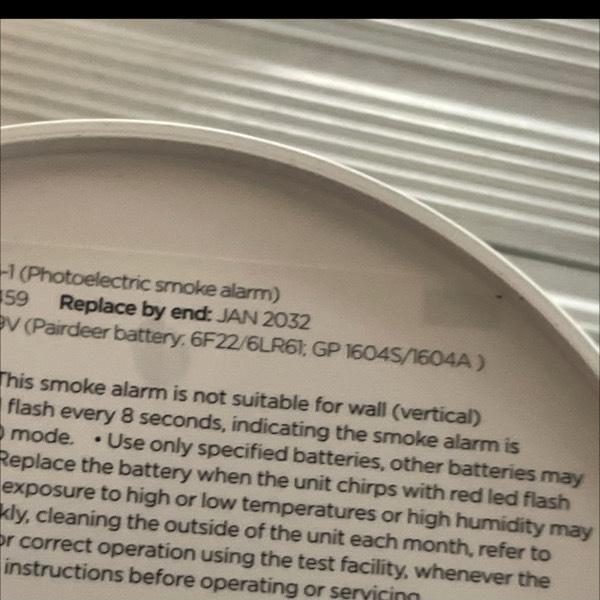 -1 (Photoelectric smoke alarm)
459 Replace by end: JAN 2032
9V (Pairdeer battery: 6F22/6LR61; GP 1604S/1604A )
This smoke alarm is not suitable for wall (vertical)
flash every 8 seconds, indicating the smoke alarm is
) mode. • Use only specified batteries, other batteries may
Replace the battery when the unit chirps with red led flash
exposure to high or low temperatures or high humidity may
kly, cleaning the outside of the unit each month, refer to
or correct operation using the test facility, whenever the
instructions before operating or servicing